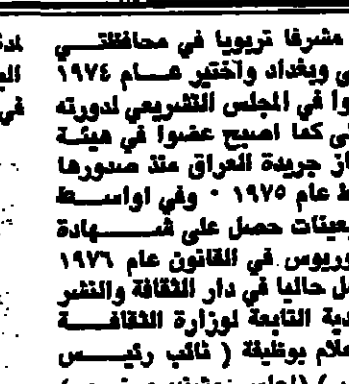 مشرفا تربويا في محافظتي
وبغداد واختير عام ١٩٧٤
وا في المجلس التشريعي لدورته
كما اصبح عضوا في هيئة
از جريدة العراق منذ صدورها
ط عام ١٩٧٥ ٠ وفي اواسط
بعينات حصل على شهادة
وريوس في القانون عام ١٩٧٦
مل حاليا في دار الثقافة والنشر
دية التابعة لوزارة الثقافة
علام بوظيفة ( نائب رئيس